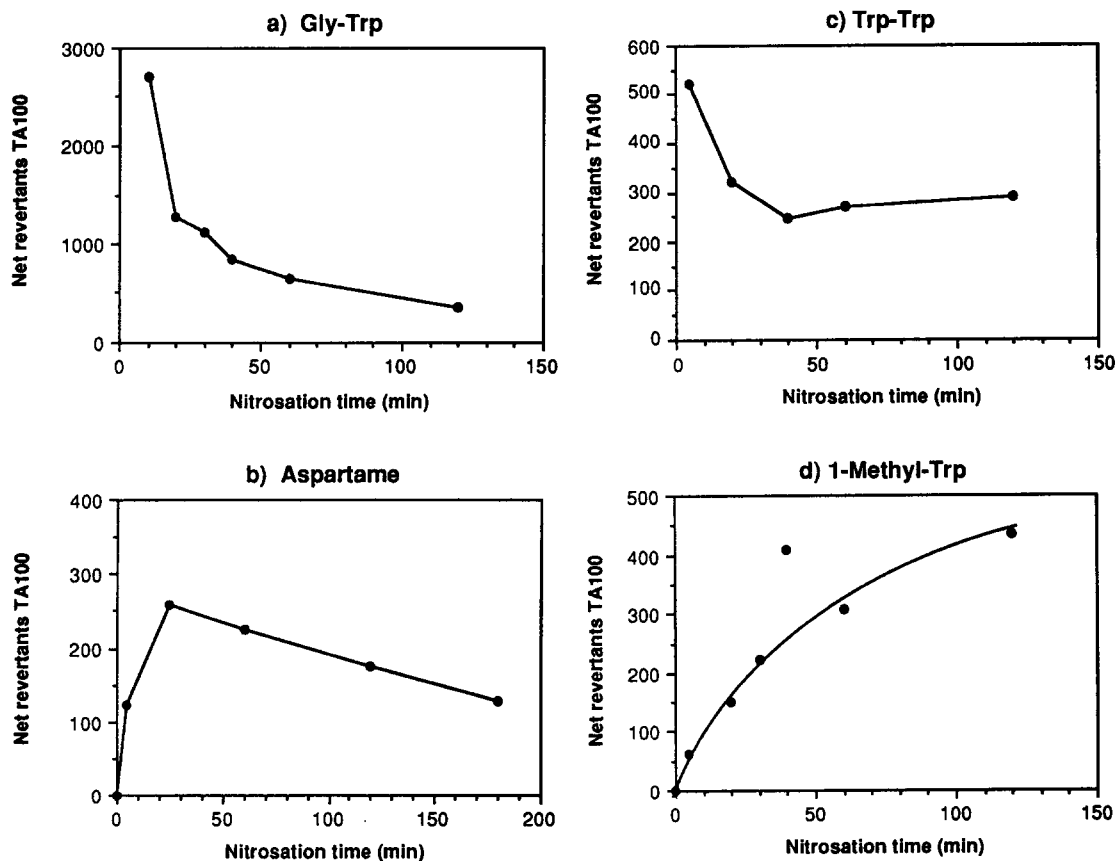 a) Gly-Trp
Net revertants TA100
3000
2000
1000
0
0 50 100 150
Nitrosation time (min)
c) Trp-Trp
Net revertants TA100
600
500
400
300
200
100
0
0 50 100 150
Nitrosation time (min)
b) Aspartame
Net revertants TA100
400
300
200
100
0
0 50 100 150 200
Nitrosation time (min)
d) 1-Methyl-Trp
Net revertants TA100
500
400
300
200
100
0
0 50 100 150
Nitrosation time (min)